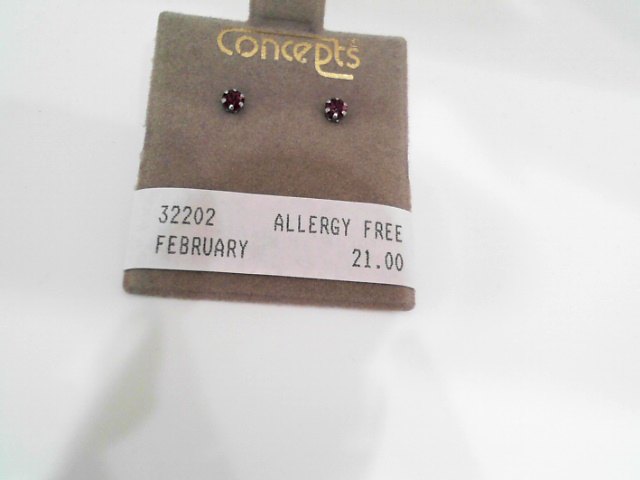 Concepts
32202 ALLERGY FREE
FEBRUARY 21.00